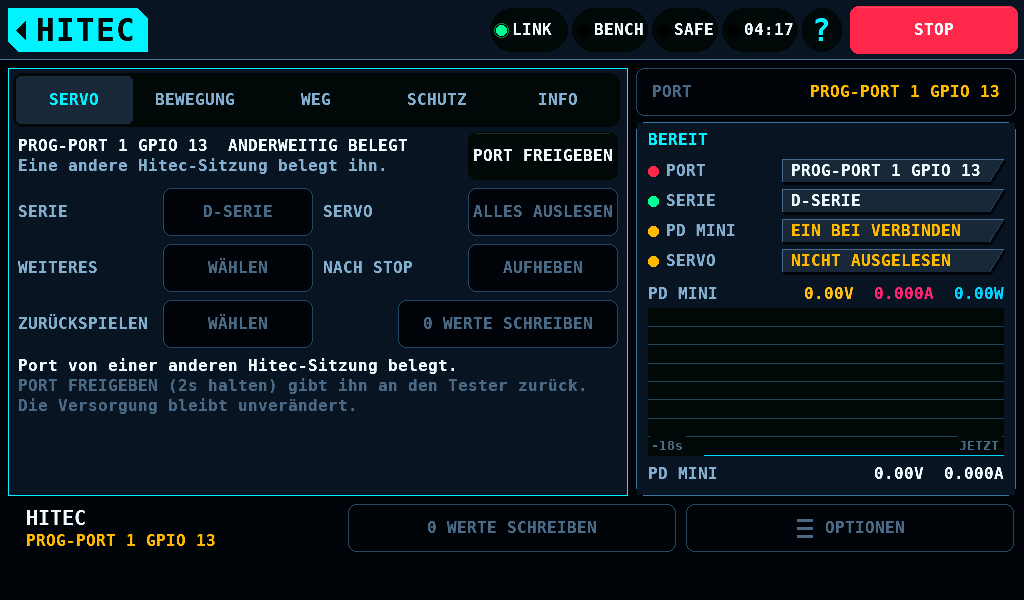 HITEC
LINK
BENCH
SAFE
04:17
?
STOP
SERVO
BEWEGUNG
WEG
SCHUTZ
INFO
PORT
PROG-PORT 1 GPIO 13
PROG-PORT 1 GPIO 13  ANDERWEITIG BELEGT
Eine andere Hitec-Sitzung belegt ihn.
PORT FREIGEBEN
SERIE
D-SERIE
SERVO
ALLES AUSLESEN
WEITERES
WÄHLEN
NACH STOP
AUFHEBEN
ZURÜCKSPIELEN
WÄHLEN
0 WERTE SCHREIBEN
Port von einer anderen Hitec-Sitzung belegt.
PORT FREIGEBEN (2s halten) gibt ihn an den Tester zurück.
Die Versorgung bleibt unverändert.
BEREIT
PORT
PROG-PORT 1 GPIO 13
SERIE
D-SERIE
PD MINI
EIN BEI VERBINDEN
SERVO
NICHT AUSGELESEN
PD MINI
0.00V 0.000A 0.00W
-18s
JETZT
PD MINI
0.00V 0.000A
HITEC
PROG-PORT 1 GPIO 13
0 WERTE SCHREIBEN
OPTIONEN